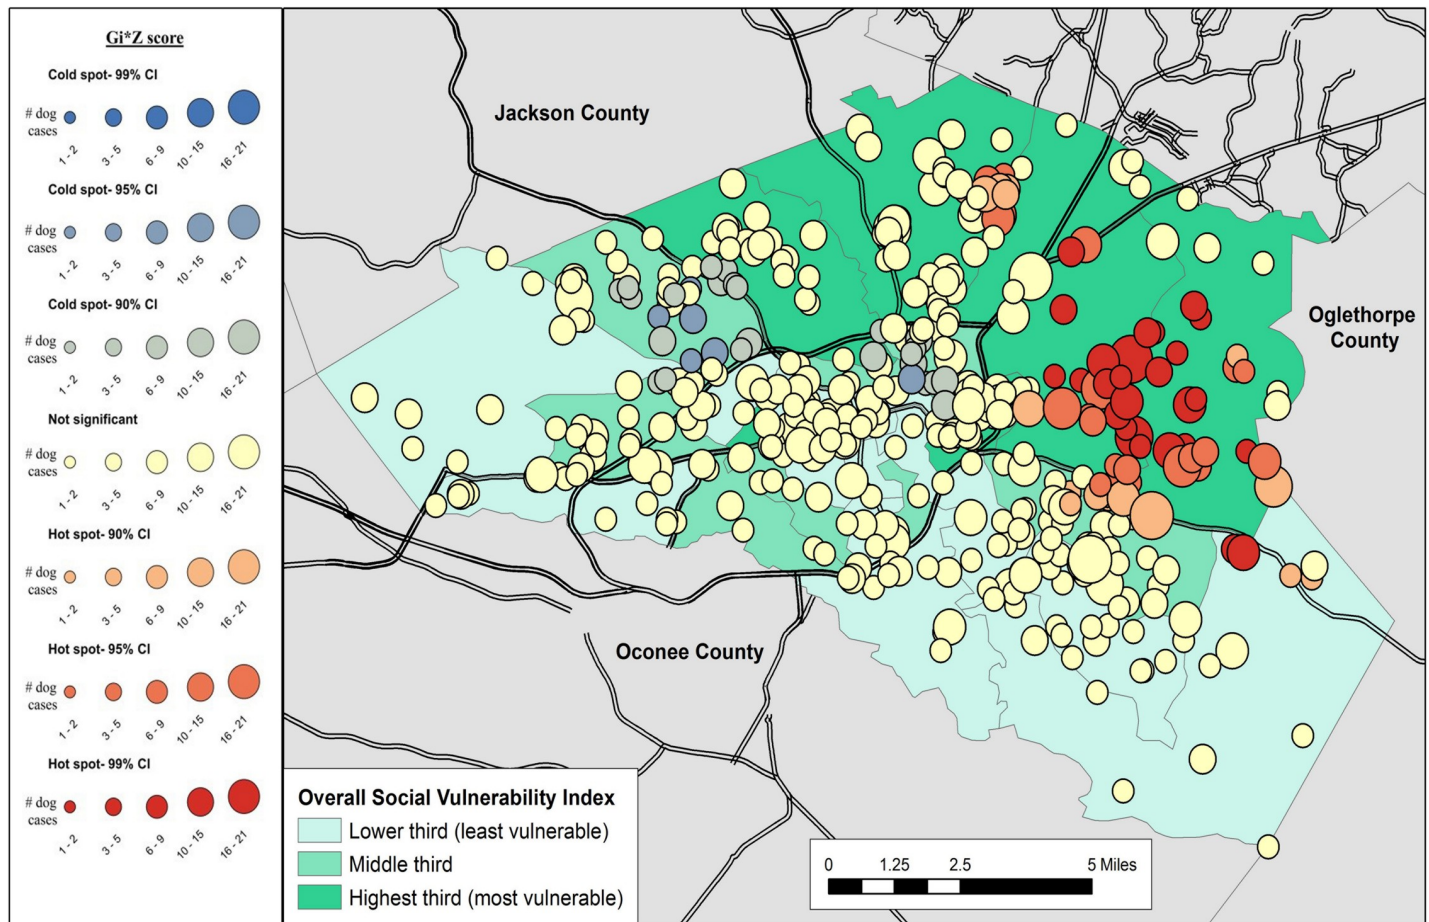 Gi*Z score
Cold spot- 99% CI
# dog
cases
1 - 2
3 - 5
6 - 9
10 - 15
16 - 21
Cold spot- 95% CI
# dog
cases
1 - 2
3 - 5
6 - 9
10 - 15
16 - 21
Cold spot- 90% CI
# dog
cases
1 - 2
3 - 5
6 - 9
10 - 15
16 - 21
Not significant
# dog
cases
1 - 2
3 - 5
6 - 9
10 - 15
16 - 21
Hot spot- 90% CI
# dog
cases
1 - 2
3 - 5
6 - 9
10 - 15
16 - 21
Hot spot- 95% CI
# dog
cases
1 - 2
3 - 5
6 - 9
10 - 15
16 - 21
Hot spot- 99% CI
# dog
cases
1 - 2
3 - 5
6 - 9
10 - 15
16 - 21
Jackson County
Oglethorpe
County
Oconee County
Overall Social Vulnerability Index
Lower third (least vulnerable)
Middle third
Highest third (most vulnerable)
0 1.25 2.5 5 Miles